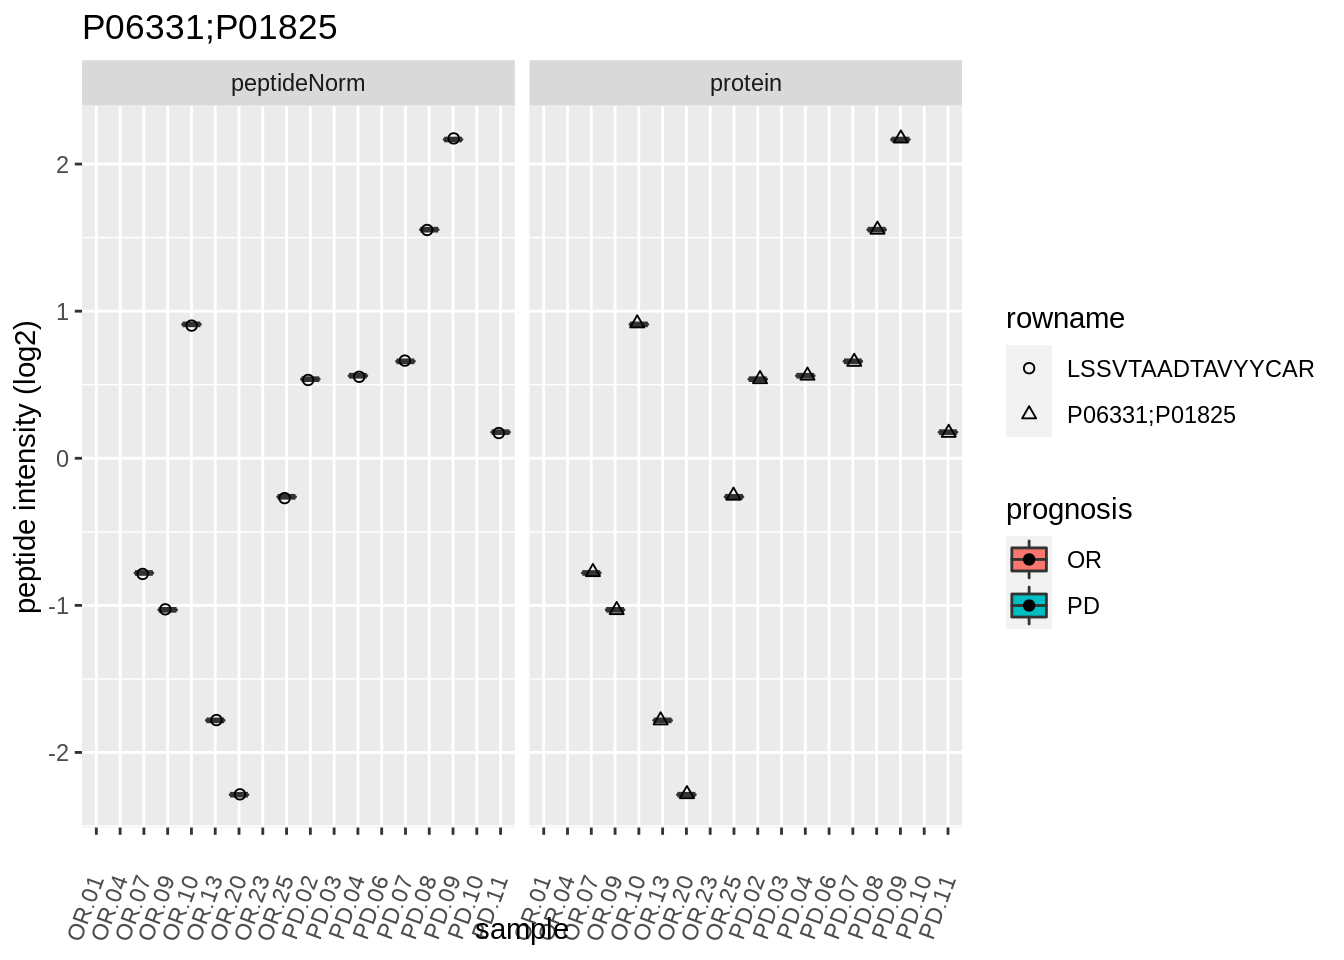 P06331;P01825
peptideNorm
protein
peptide intensity (log2)
2
1
0
-1
-2
OR.01
OR.04
OR.07
OR.09
OR.10
OR.13
OR.20
OR.23
OR.25
PD.02
PD.03
PD.04
PD.06
PD.07
PD.08
PD.09
PD.10
PD.11
OR.01
OR.04
OR.07
OR.09
OR.10
OR.13
OR.20
OR.23
OR.25
PD.02
PD.03
PD.04
PD.06
PD.07
PD.08
PD.09
PD.10
PD.11
sample
rowname
LSSVTAADTAVYYCAR
P06331;P01825
prognosis
OR
PD